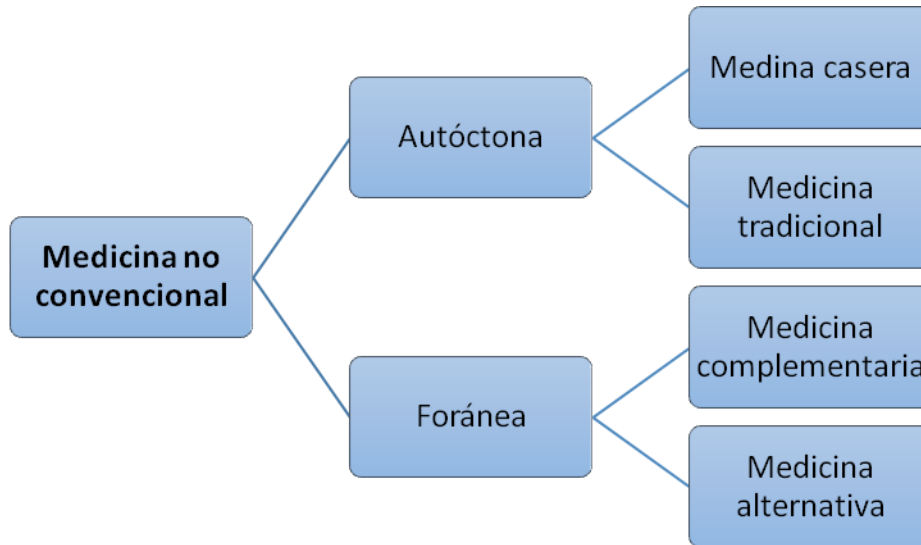 Medicina no
convencional
Autóctona
Medina casera
Medicina
tradicional
Foránea
Medicina
complementaria
Medicina
alternativa